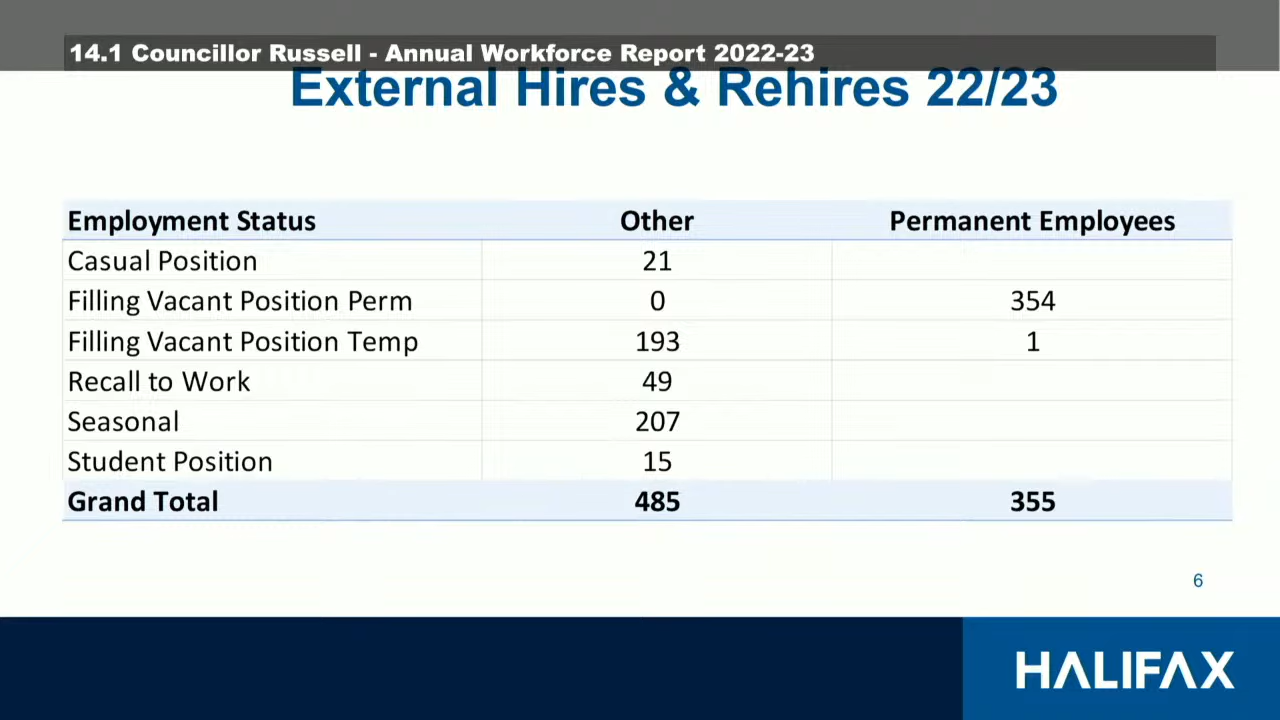 14.1 Councillor Russell - Annual Workforce Report 2022-23
External Hires & Rehires 22/23
Employment Status Other Permanent Employees
Casual Position 21
Filling Vacant Position Perm 0 354
Filling Vacant Position Temp 193 1
Recall to Work 49
Seasonal 207
Student Position 15
Grand Total 485 355
6
HALIFAX